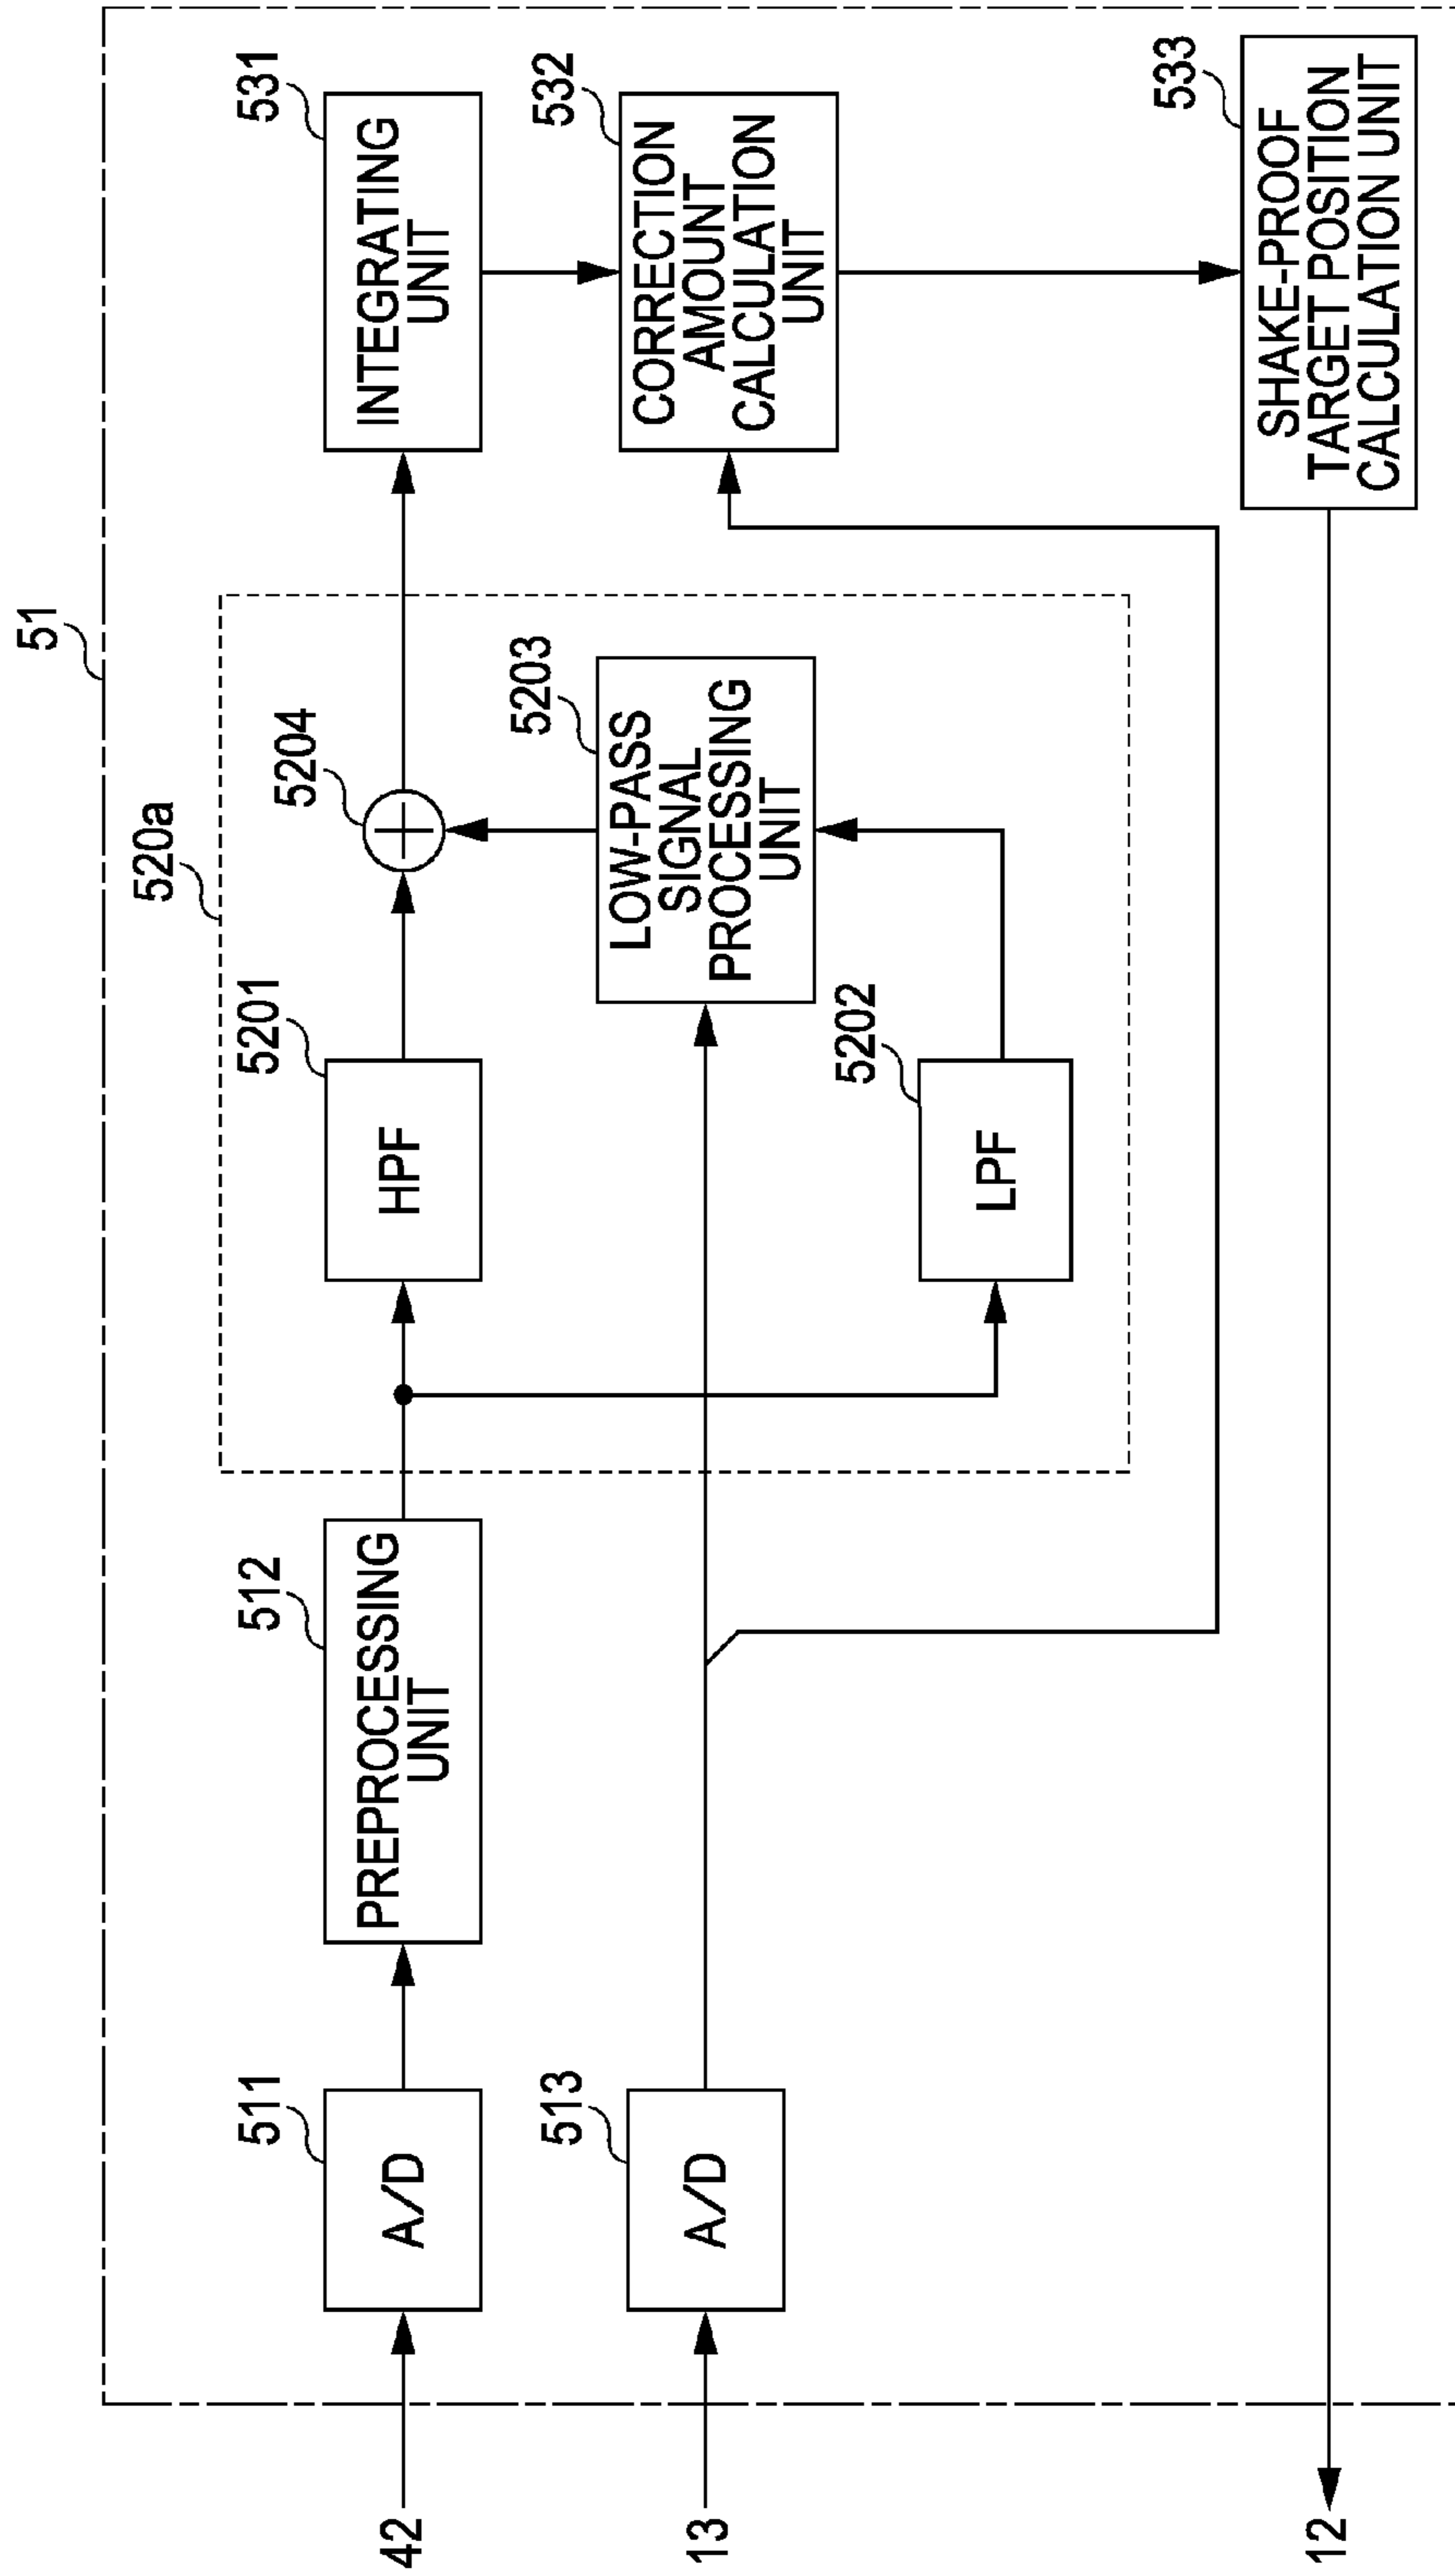 51
520a
42
A/D
511
PREPROCESSING
UNIT
512
HPF
5201
5204
INTEGRATING
UNIT
531
13
A/D
513
LOW-PASS
SIGNAL
PROCESSING
UNIT
5203
CORRECTION
AMOUNT
CALCULATION
UNIT
532
LPF
5202
12
SHAKE-PROOF
TARGET POSITION
CALCULATION UNIT
533